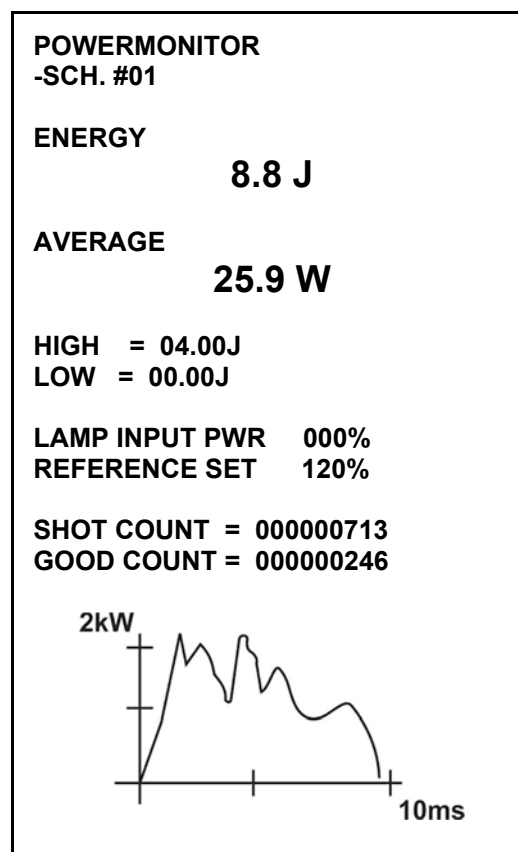 POWERMONITOR
-SCH. #01
ENERGY
8.8 J
AVERAGE
25.9 W
HIGH = 04.00J
LOW = 00.00J
LAMP INPUT PWR 000%
REFERENCE SET 120%
SHOT COUNT = 000000713
GOOD COUNT = 000000246
2kW
10ms